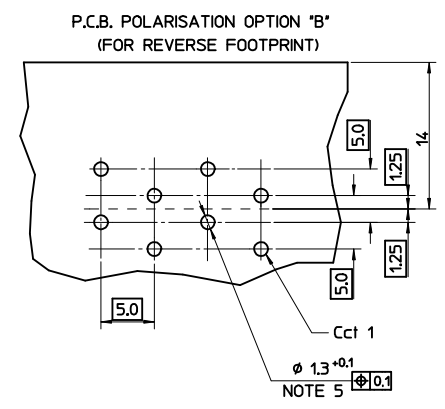 P.C.B. POLARISATION OPTION "B"
(FOR REVERSE FOOTPRINT)
5.0
1.25
14
1.25
5.0
5.0
Cct 1
ø 1.3 +0.1
NOTE 5 ⌖ 0.1